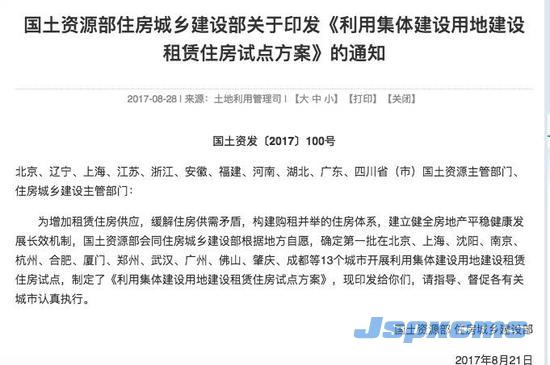 国土资源部住房城乡建设部关于印发《利用集体建设用地建设
租赁住房试点方案》的通知
2017-08-28 | 来源：土地利用管理司 | 【大 中 小】【打印】【关闭】
国土资发〔2017〕100号
北京、辽宁、上海、江苏、浙江、安徽、福建、河南、湖北、广东、四川省（市）国土资源主管部门、
住房城乡建设主管部门：
为增加租赁住房供应，缓解住房供需矛盾，构建购租并举的住房体系，建立健全房地产平稳健康发
展长效机制，国土资源部会同住房城乡建设部根据地方自愿，确定第一批在北京、上海、沈阳、南京、
杭州、合肥、厦门、郑州、武汉、广州、佛山、肇庆、成都等13个城市开展利用集体建设用地建设租赁
住房试点，制定了《利用集体建设用地建设租赁住房试点方案》，现印发给你们，请指导、督促各有关
城市认真执行。
国土资源部 住房城乡建设部
Jspxcms
2017年8月21日